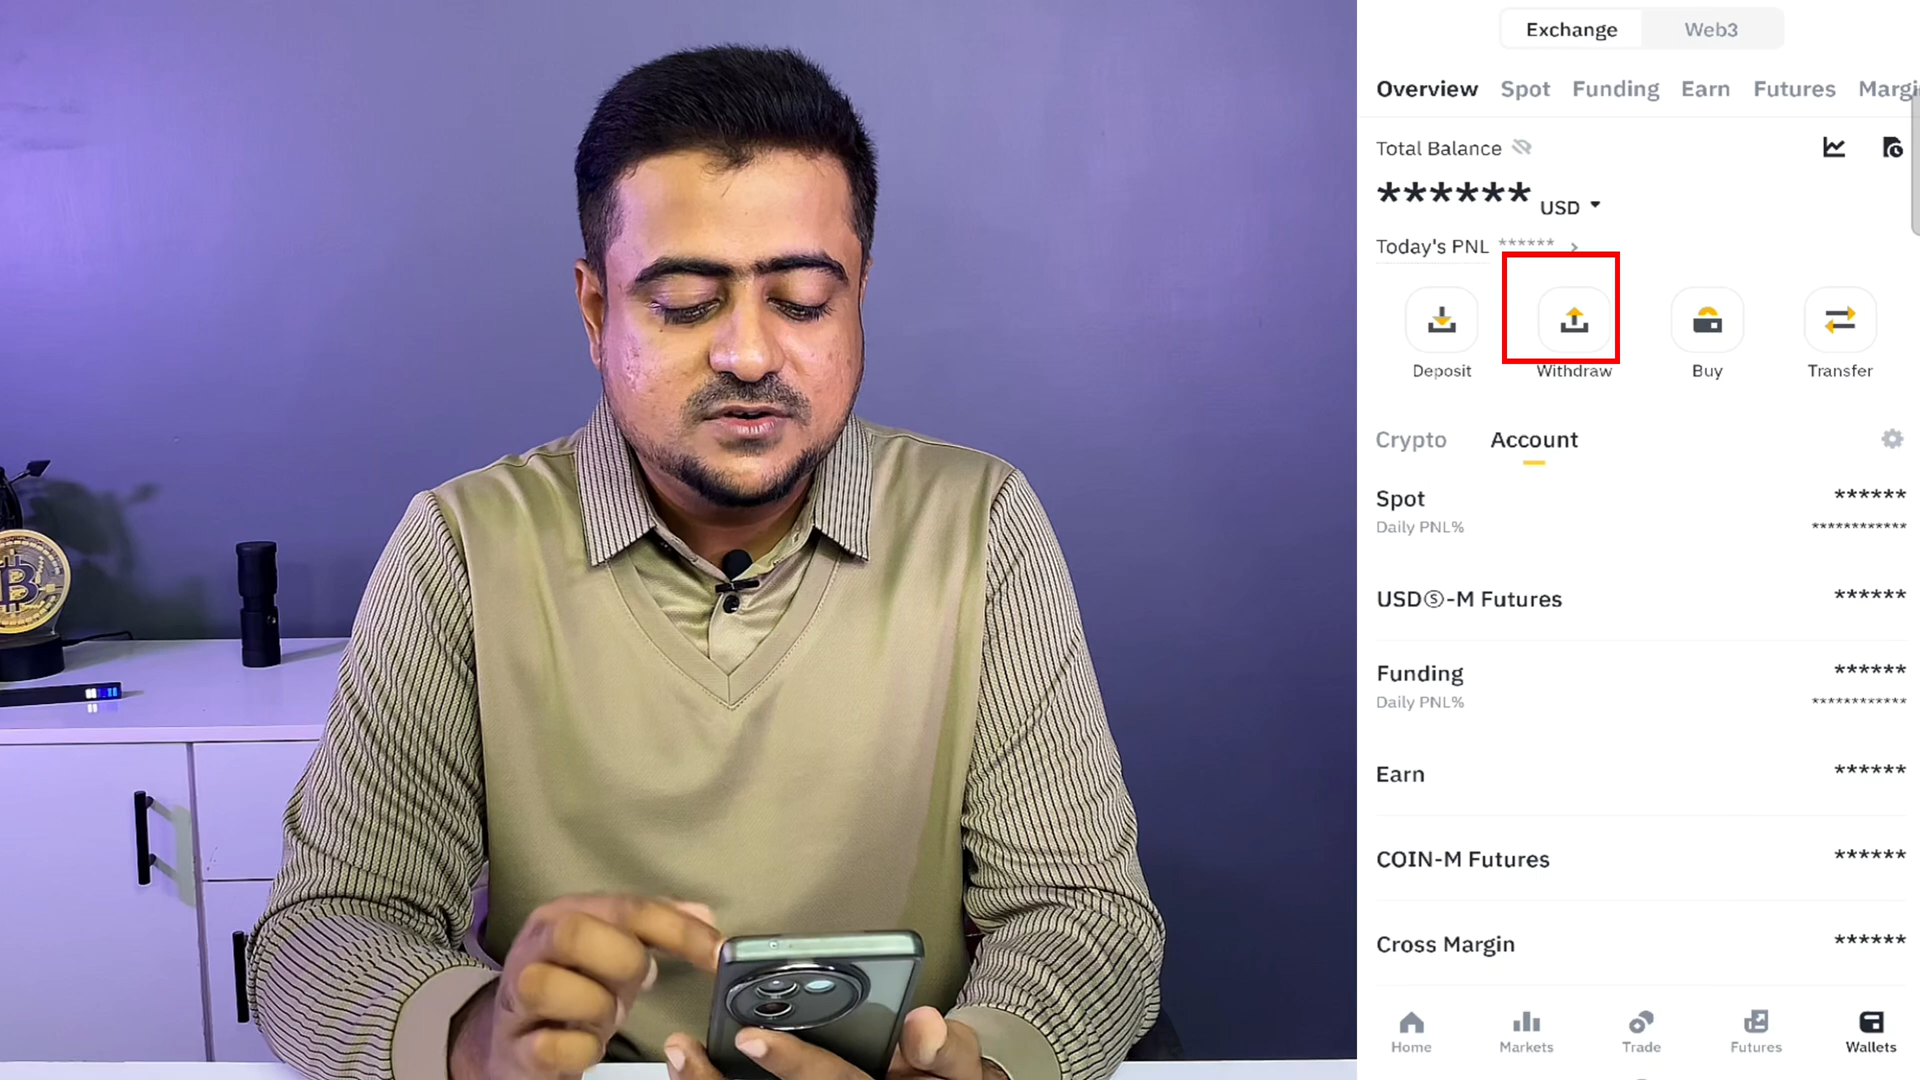 Exchange Web3
Overview Spot Funding Earn Futures Margi
Total Balance
****** USD
Today's PNL ****** >
Deposit Withdraw Buy Transfer
Crypto Account
Spot ******
Daily PNL% ************
USDⓈ-M Futures ******
Funding ******
Daily PNL% ************
Earn ******
COIN-M Futures ******
Cross Margin ******
Home Markets Trade Futures Wallets